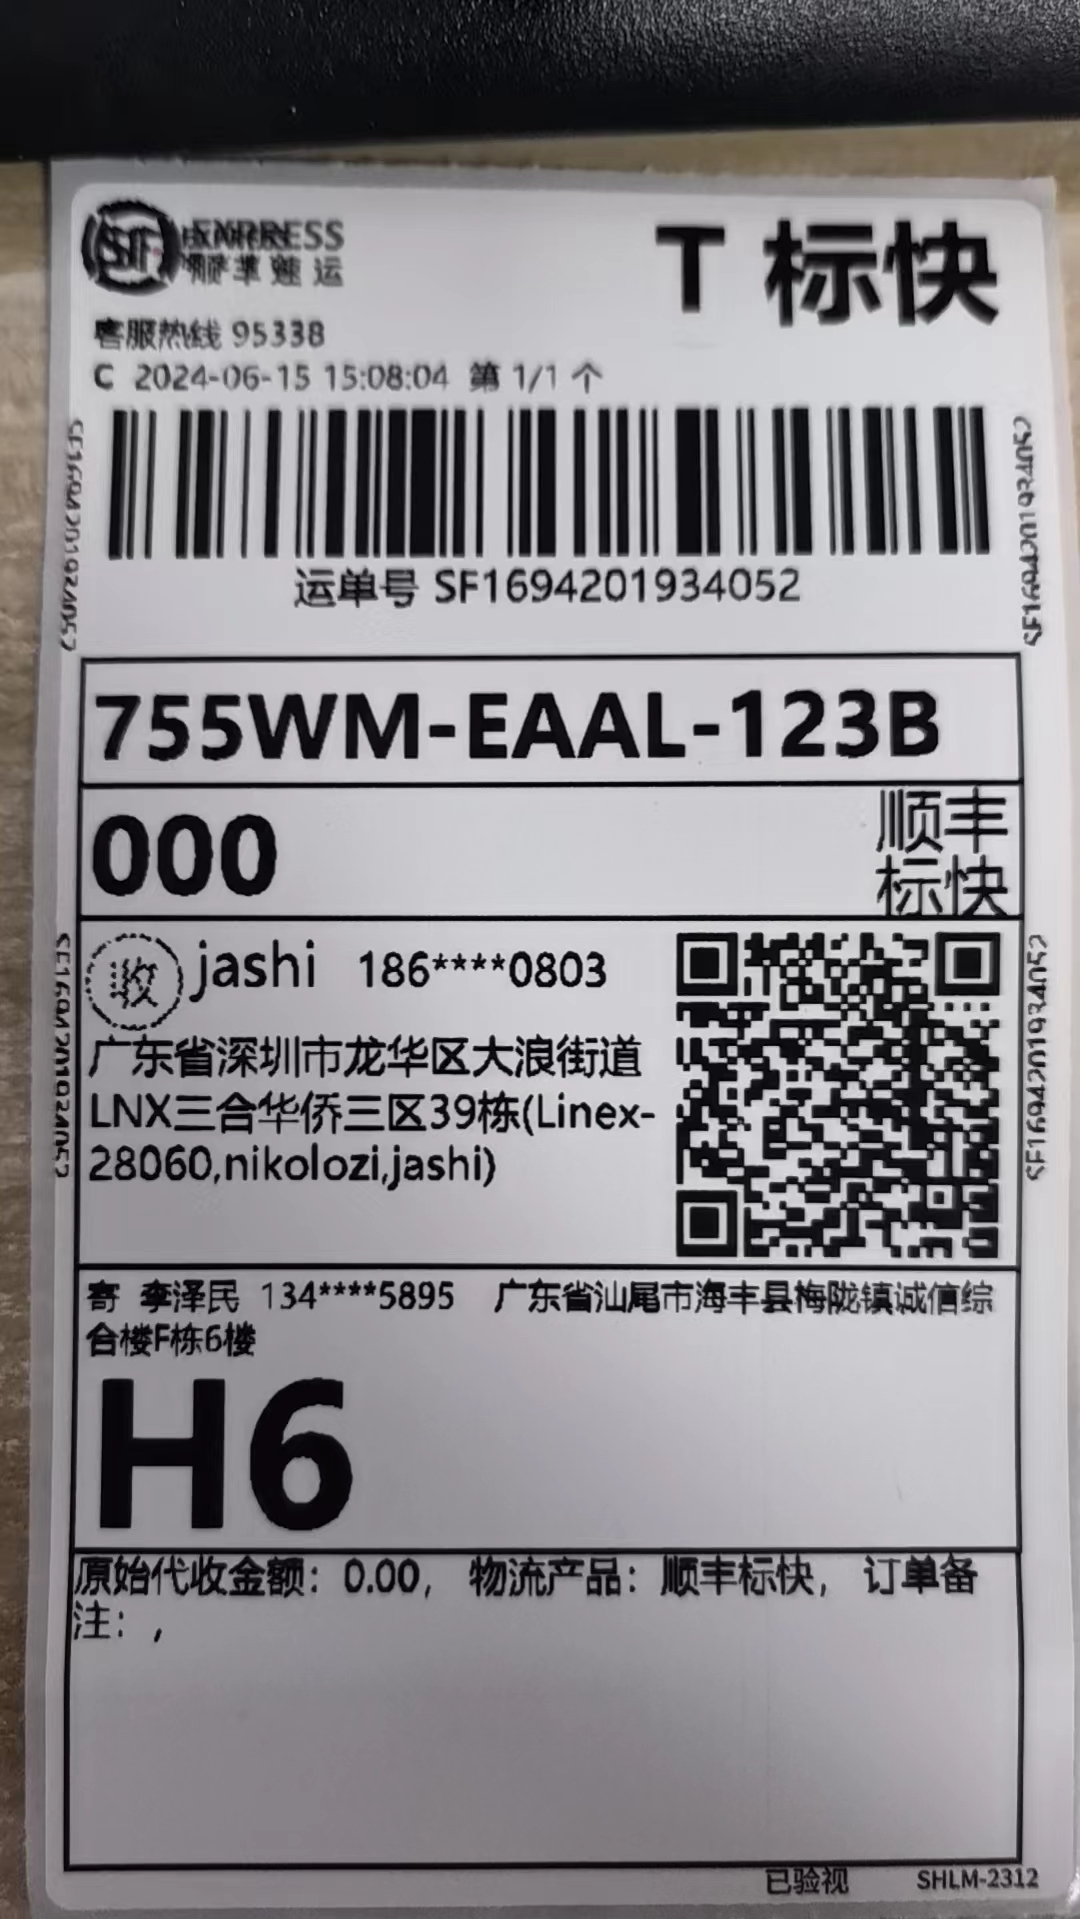 SF EXPRESS
顺丰速运
T 标快
客服热线 95338
C 2024-06-15 15:08:04 第 1/1 个
SF1694201934052
SF1694201934052
运单号 SF1694201934052
755WM-EAAL-123B
000
顺丰
标快
收 jashi 186****0803
广东省深圳市龙华区大浪街道
LNX三合华侨三区39栋(Linex-
28060,nikolozi,jashi)
SF1694201934052
SF1694201934052
寄 李泽民 134****5895 广东省汕尾市海丰县梅陇镇诚信综
合楼F栋6楼
H6
原始代收金额：0.00， 物流产品：顺丰标快， 订单备
注：，
已验视 SHLM-2312